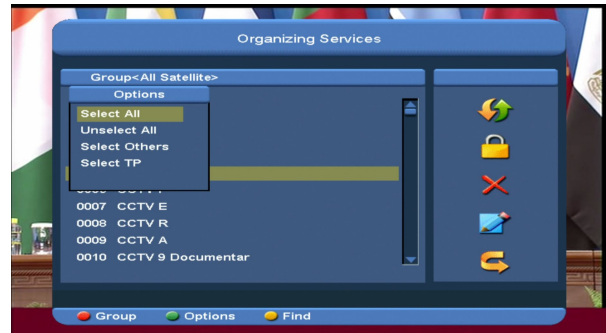 Organizing Services
Group<All Satellite>
Options
Select All
Unselect All
Select Others
Select TP
0007 CCTV E
0008 CCTV R
0009 CCTV A
0010 CCTV 9 Documentar
Group Options Find